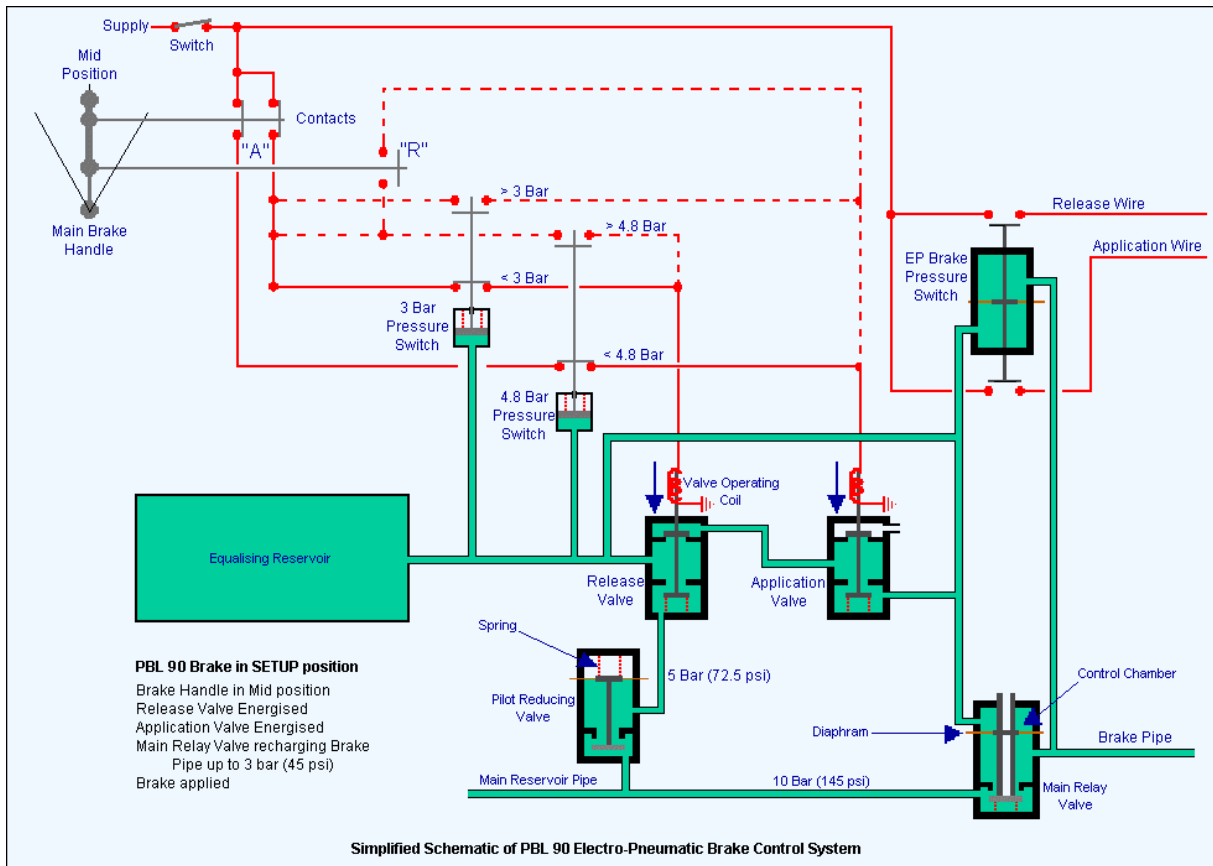 Supply
Switch
Mid
Position
Contacts
"A"
"R"
Main Brake
Handle
> 3 Bar
> 4.8 Bar
< 3 Bar
3 Bar
Pressure
Switch
< 4.8 Bar
4.8 Bar
Pressure
Switch
Release Wire
Application Wire
EP Brake
Pressure
Switch
Valve Operating
Coil
Equalising Reservoir
Release
Valve
Application
Valve
Spring
5 Bar (72.5 psi)
Pilot Reducing
Valve
Control Chamber
Diaphram
Brake Pipe
Main Reservoir Pipe
10 Bar (145 psi)
Main Relay
Valve
PBL 90 Brake in SETUP position
Brake Handle in Mid position
Release Valve Energised
Application Valve Energised
Main Relay Valve recharging Brake
Pipe up to 3 bar (45 psi)
Brake applied
Simplified Schematic of PBL 90 Electro-Pneumatic Brake Control System